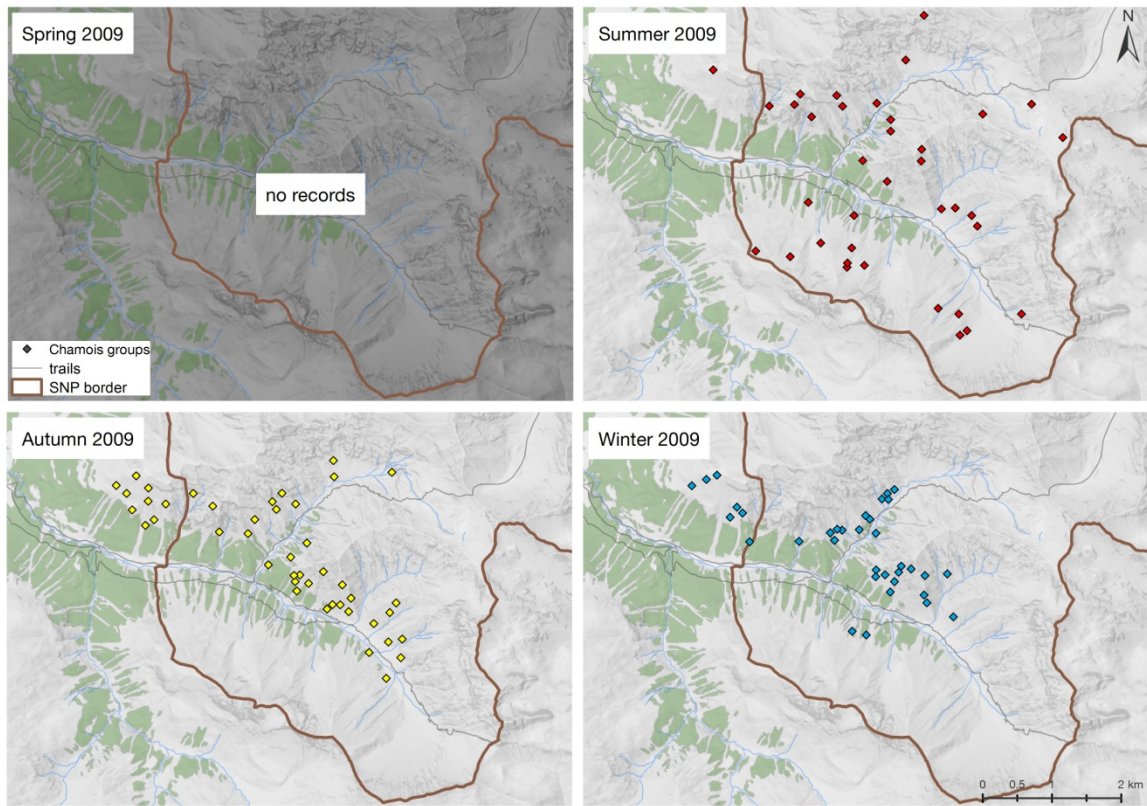 Spring 2009
Summer 2009
N
no records
Chamois groups
trails
SNP border
Autumn 2009
Winter 2009
0 0.5 1 2 km